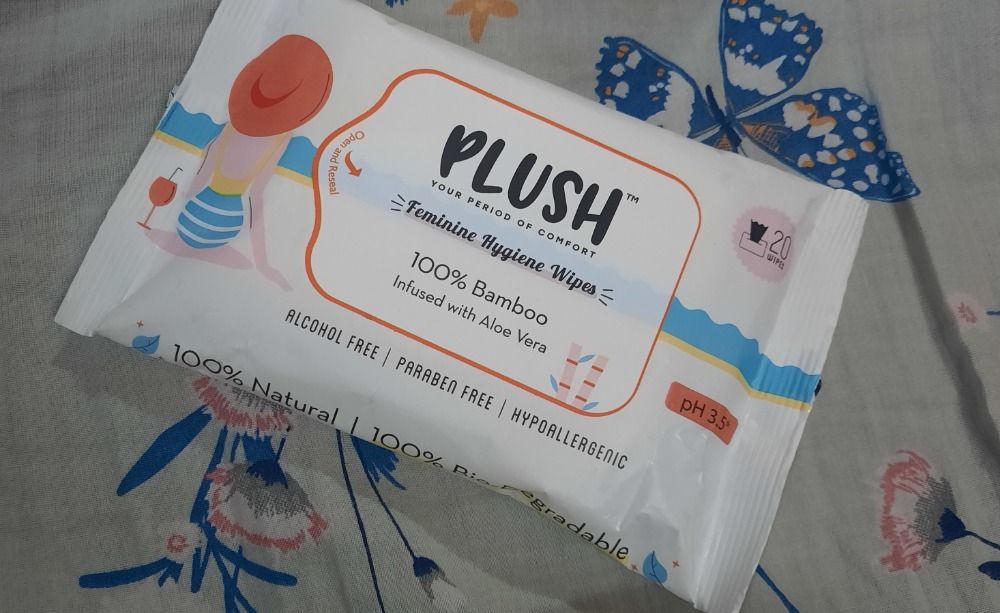 Open and Reseal
PLUSH™
YOUR PERIOD OF COMFORT
Feminine Hygiene Wipes
100% Bamboo
Infused with Aloe Vera
20
WIPES
ALCOHOL FREE | PARABEN FREE | HYPOALLERGENIC
pH 3.5*
100% Natural | 100% Bio-Degradable